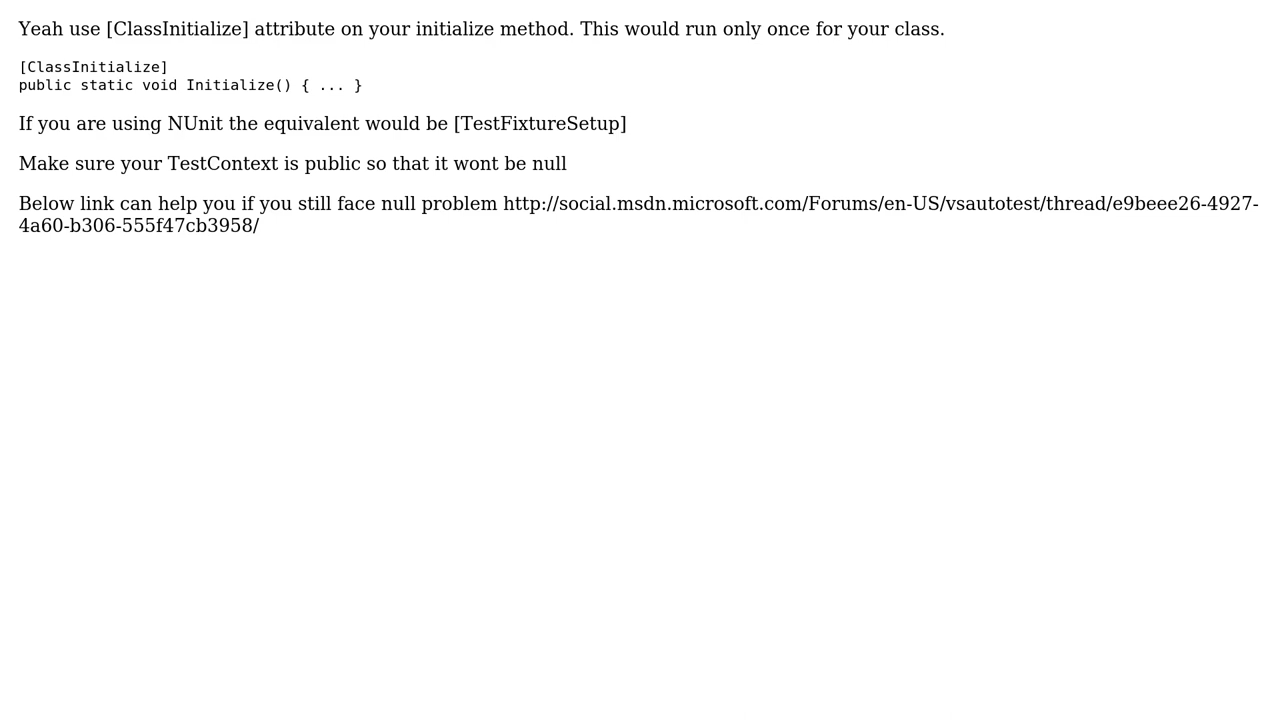 Yeah use [ClassInitialize] attribute on your initialize method. This would run only once for your class.
[ClassInitialize]
public static void Initialize() { ... }
If you are using NUnit the equivalent would be [TestFixtureSetup]
Make sure your TestContext is public so that it wont be null
Below link can help you if you still face null problem http://social.msdn.microsoft.com/Forums/en-US/vsautotest/thread/e9beee26-4927-
4a60-b306-555f47cb3958/